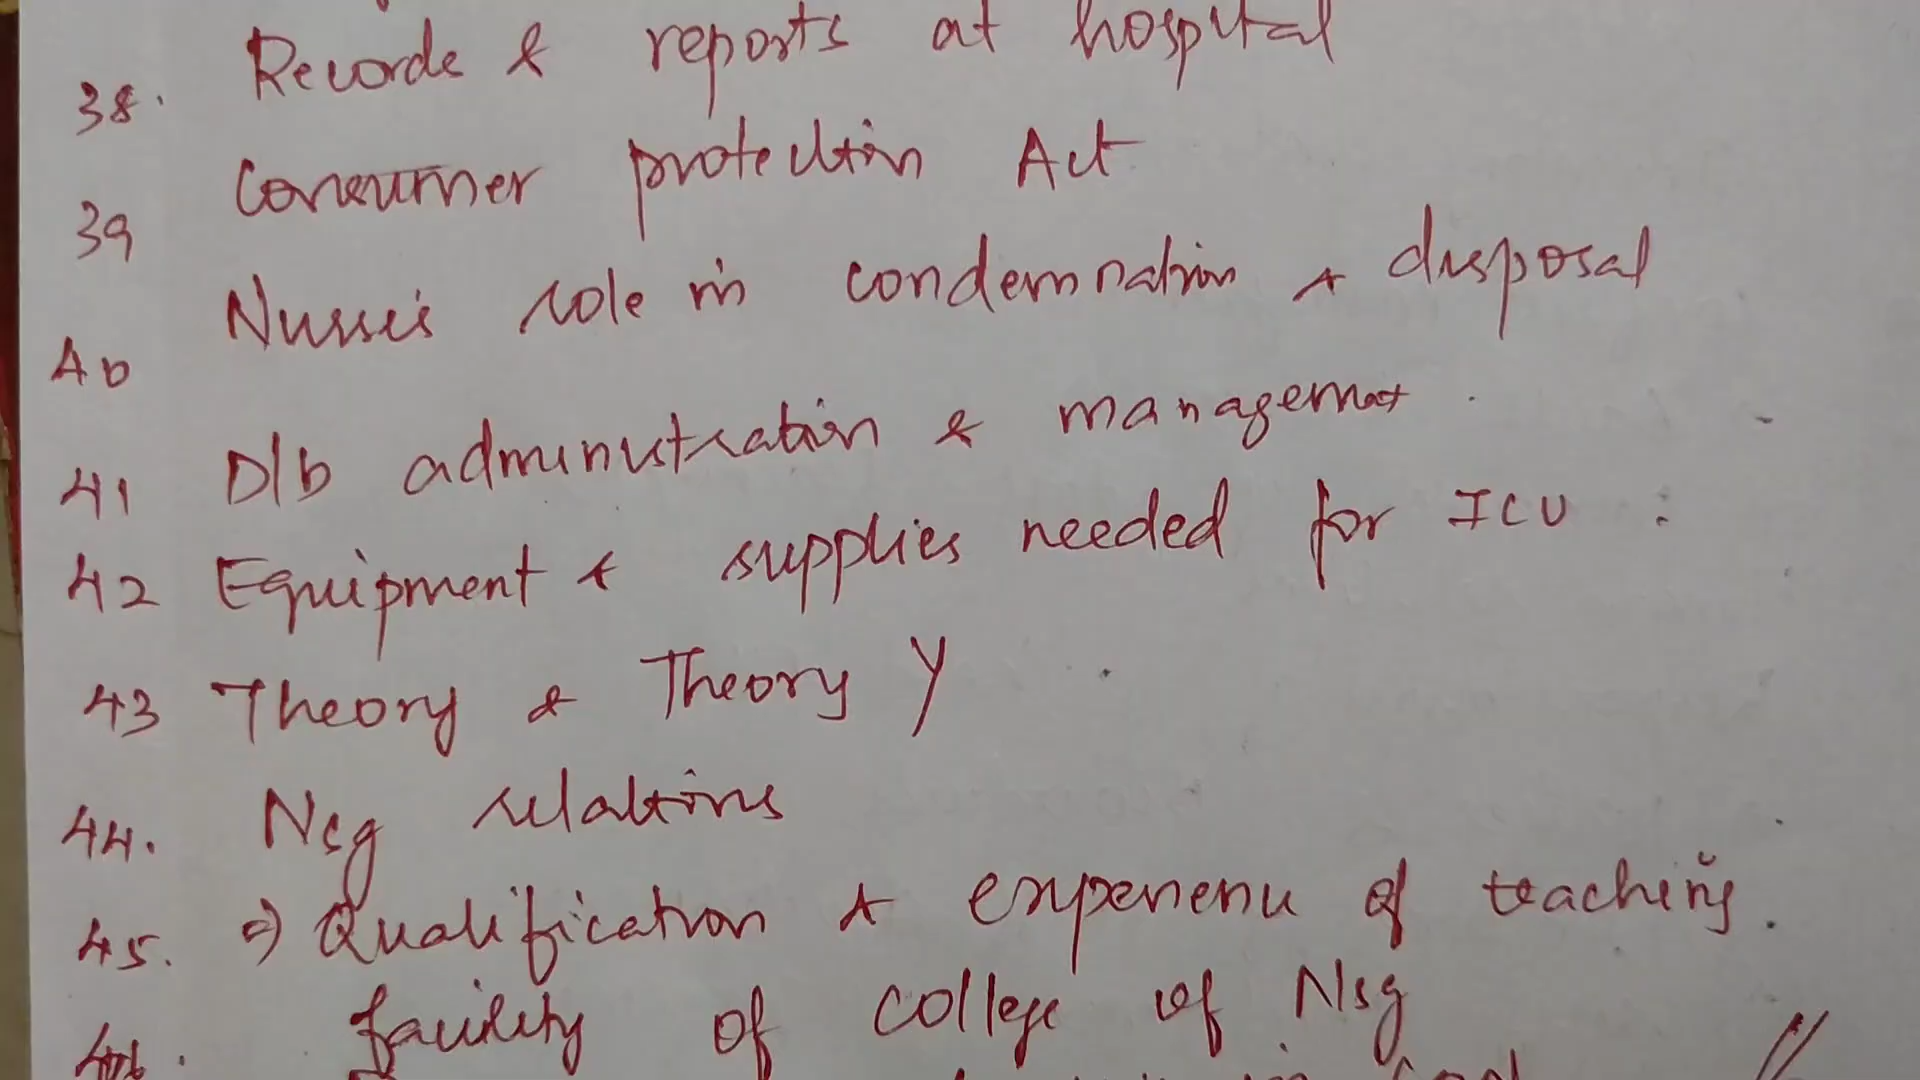 38. Records & reports at hospital
39 Consumer protection Act
40 Nurse's role in condemnation & disposal
41 D/b administration & management.
42 Equipment & supplies needed for ICU :
43 Theory & Theory Y
44. Nsg relations
45. → Qualification & experience of teaching.
facility of college of Nsg